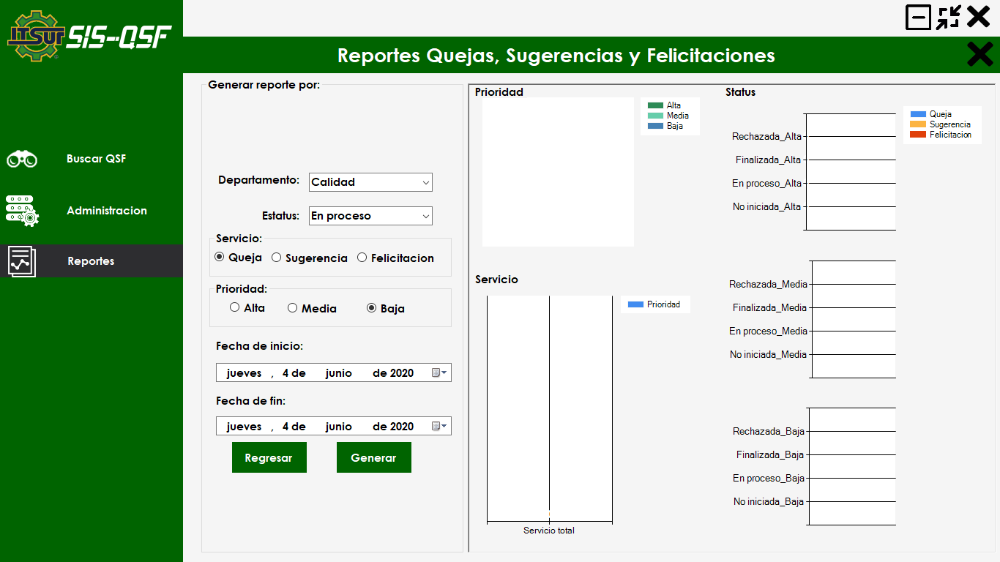 ITSur SIS-QSF
Reportes Quejas, Sugerencias y Felicitaciones
Buscar QSF
Administracion
Reportes
Generar reporte por:
Departamento: Calidad
Estatus: En proceso
Servicio:
Queja Sugerencia Felicitacion
Prioridad:
Alta Media Baja
Fecha de inicio:
jueves , 4 de junio de 2020
Fecha de fin:
jueves , 4 de junio de 2020
Regresar Generar
Prioridad
Alta
Media
Baja
Servicio
Prioridad
Servicio total
Status
Queja
Sugerencia
Felicitacion
Rechazada_Alta
Finalizada_Alta
En proceso_Alta
No iniciada_Alta
Rechazada_Media
Finalizada_Media
En proceso_Media
No iniciada_Media
Rechazada_Baja
Finalizada_Baja
En proceso_Baja
No iniciada_Baja